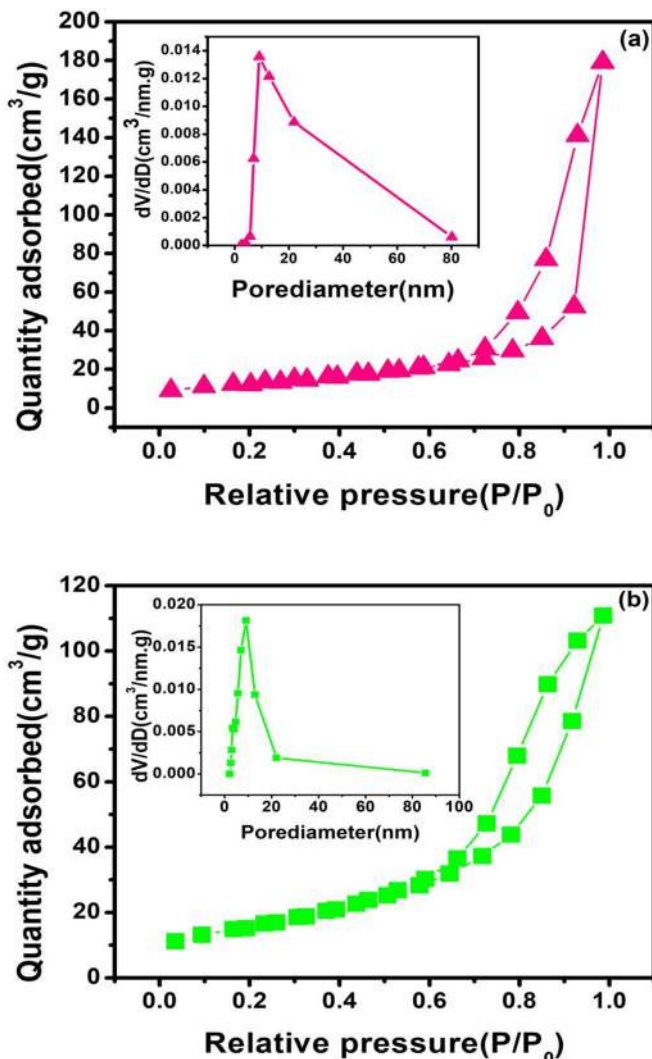 (a)
Quantity adsorbed(cm³/g)
200
180
160
140
120
100
80
60
40
20
0
0.0 0.2 0.4 0.6 0.8 1.0
Relative pressure(P/P₀)
dV/dD(cm³/nm.g)
0.014
0.012
0.010
0.008
0.006
0.004
0.002
0.000
0 20 40 60 80
Porediameter(nm)
(b)
Quantity adsorbed(cm³/g)
120
100
80
60
40
20
0
0.0 0.2 0.4 0.6 0.8 1.0
Relative pressure(P/P₀)
dV/dD(cm³/nm.g)
0.020
0.015
0.010
0.005
0.000
0 20 40 60 80 100
Porediameter(nm)